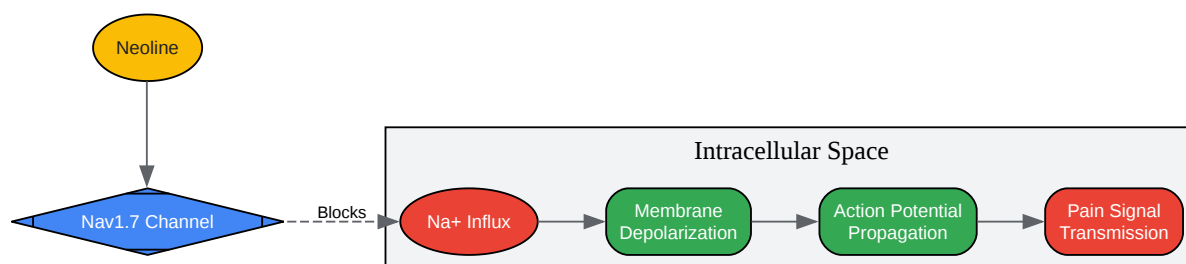 Neoline
Intracellular Space
Nav1.7 Channel
Blocks
Na+ Influx
Membrane
Depolarization
Action Potential
Propagation
Pain Signal
Transmission